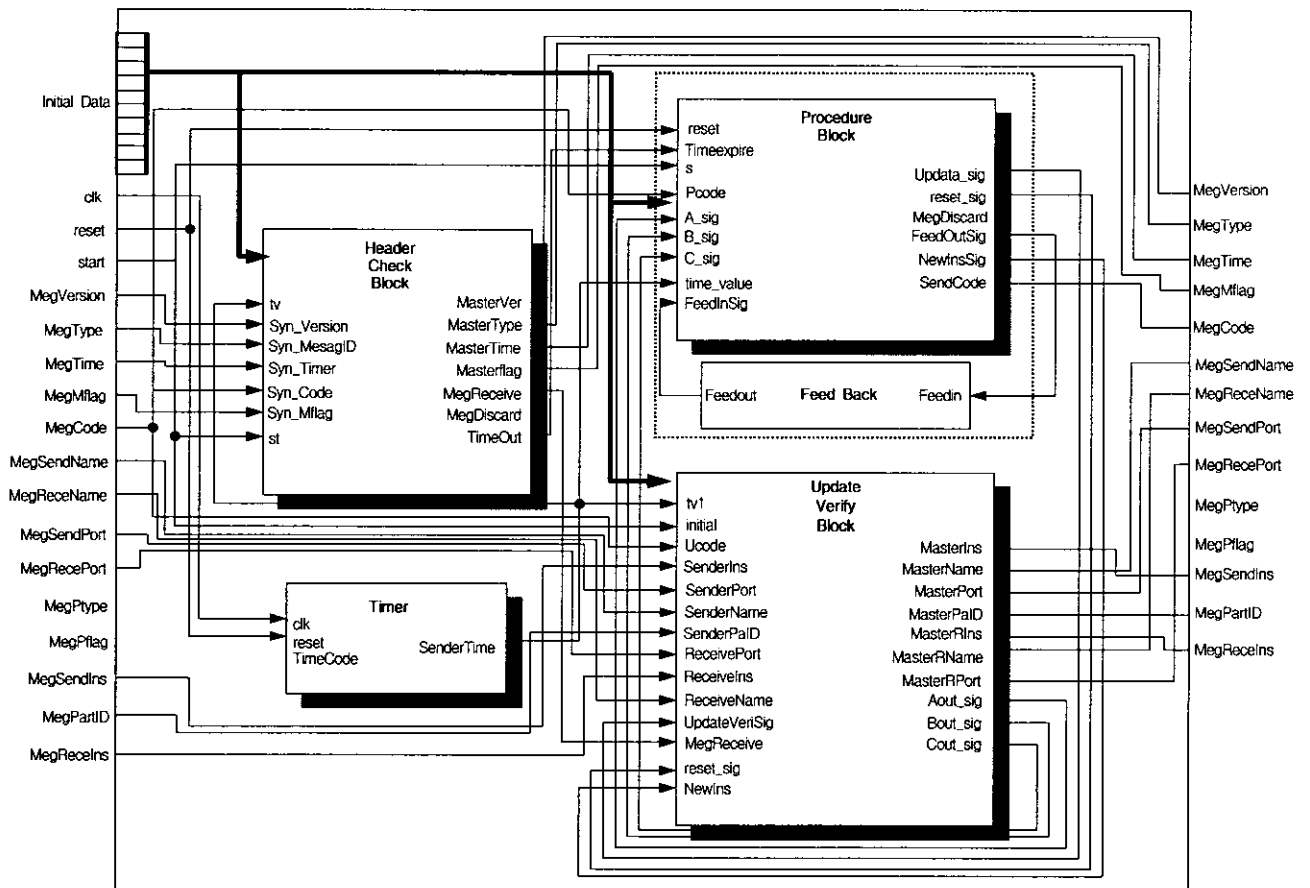 Initial Data
clk
reset
start
MegVersion
MegType
MegTime
MegMflag
MegCode
MegSendName
MegReceName
MegSendPort
MegRecePort
MegPtype
MegPflag
MegSendIns
MegPartID
MegReceIns
Header
Check
Block
tv
Syn_Version
Syn_MesagID
Syn_Timer
Syn_Code
Syn_Mflag
st
MasterVer
MasterType
MasterTime
Masterflag
MegReceive
MegDiscard
TimeOut
Timer
clk
reset
TimeCode
SenderTime
Procedure
Block
reset
Timeexpire
s
Pcode
A_sig
B_sig
C_sig
time_value
FeedInSig
Updata_sig
reset_sig
MegDiscard
FeedOutSig
NewInsSig
SendCode
Feedout
Feed Back
Feedin
Update
Verify
Block
tv1
initial
Ucode
SenderIns
SenderPort
SenderName
SenderPaID
ReceivePort
ReceiveIns
ReceiveName
UpdateVeriSig
MegReceive
reset_sig
NewIns
MasterIns
MasterName
MasterPort
MasterPaID
MasterRIns
MasterRName
MasterRPort
Aout_sig
Bout_sig
Cout_sig
MegVersion
MegType
MegTime
MegMflag
MegCode
MegSendName
MegReceName
MegSendPort
MegRecePort
MegPtype
MegPflag
MegSendIns
MegPartID
MegReceIns